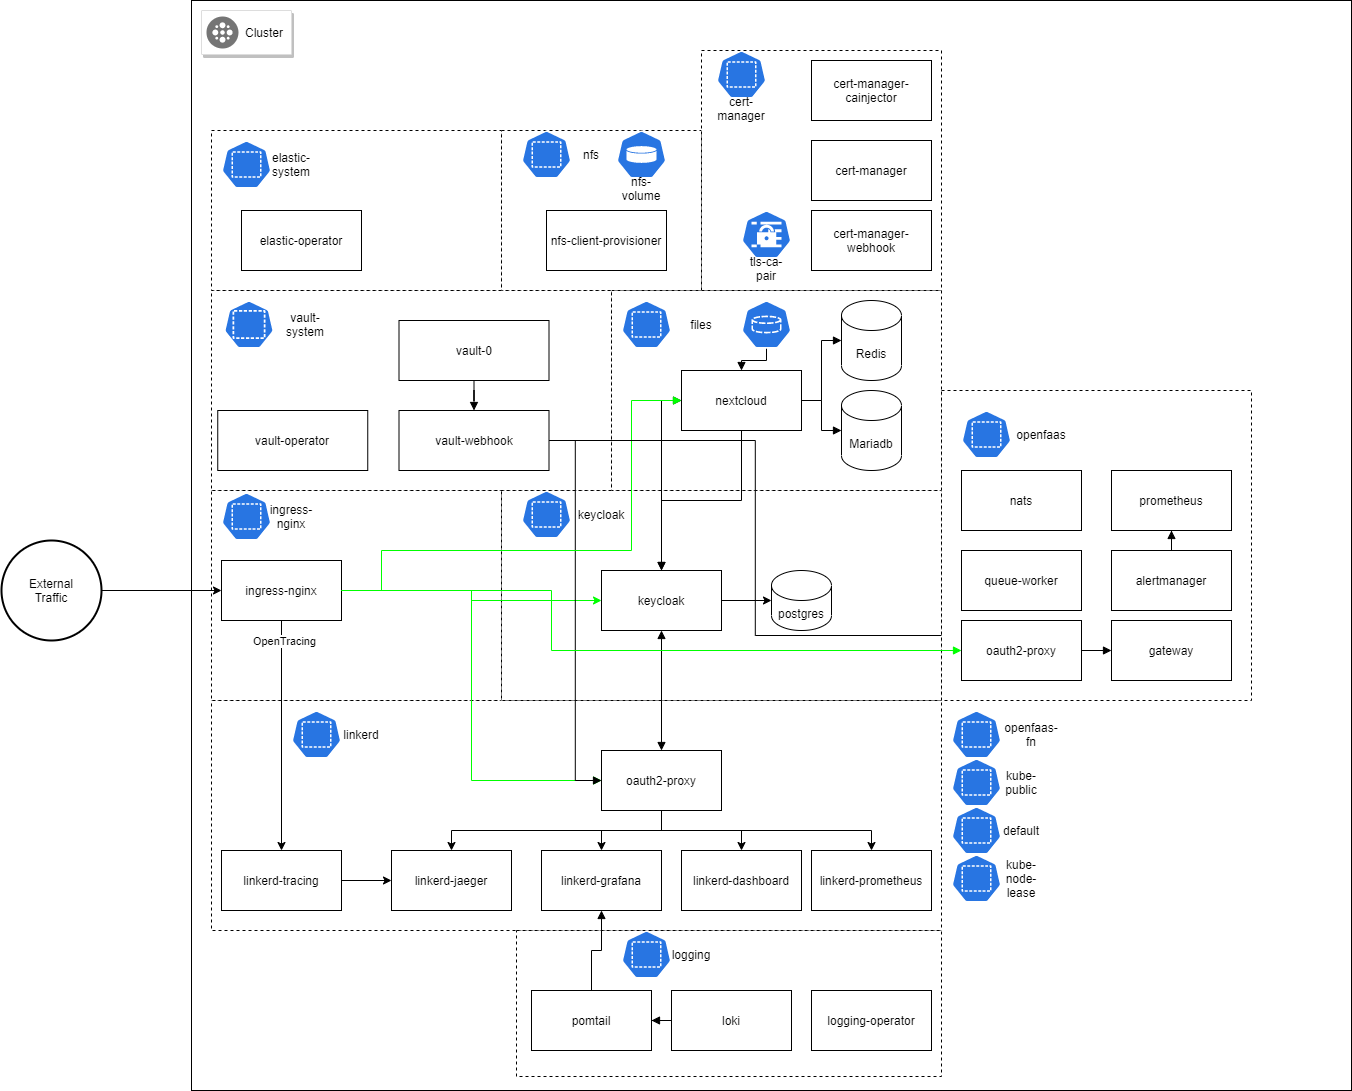 Cluster
cert-
manager
cert-manager-
cainjector
cert-manager
tls-ca-
pair
cert-manager-
webhook
elastic-
system
elastic-operator
nfs
nfs-
volume
nfs-client-provisioner
vault-
system
vault-0
vault-operator
vault-webhook
files
nextcloud
Redis
Mariadb
openfaas
nats
prometheus
queue-worker
alertmanager
oauth2-proxy
gateway
ingress-
nginx
External
Traffic
ingress-nginx
OpenTracing
keycloak
keycloak
postgres
linkerd
oauth2-proxy
linkerd-tracing
linkerd-jaeger
linkerd-grafana
linkerd-dashboard
linkerd-prometheus
openfaas-
fn
kube-
public
default
kube-
node-
lease
logging
pomtail
loki
logging-operator